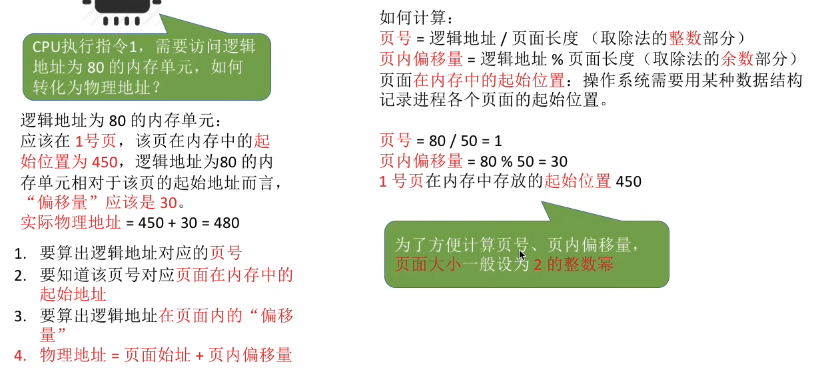 CPU执行指令1，需要访问逻辑
地址为 80 的内存单元，如何
转化为物理地址？
逻辑地址为 80 的内存单元：
应该在 1号页，该页在内存中的起
始位置为 450，逻辑地址为80 的内
存单元相对于该页的起始地址而言，
“偏移量”应该是 30。
实际物理地址 = 450 + 30 = 480
1. 要算出逻辑地址对应的页号
2. 要知道该页号对应页面在内存中的
起始地址
3. 要算出逻辑地址在页面内的“偏移
量”
4. 物理地址 = 页面始址 + 页内偏移量
如何计算：
页号 = 逻辑地址 / 页面长度 （取除法的整数部分）
页内偏移量 = 逻辑地址 % 页面长度（取除法的余数部分）
页面在内存中的起始位置：操作系统需要用某种数据结构
记录进程各个页面的起始位置。
页号 = 80 / 50 = 1
页内偏移量 = 80 % 50 = 30
1 号页在内存中存放的起始位置 450
为了方便计算页号、页内偏移量，
页面大小一般设为 2 的整数幂